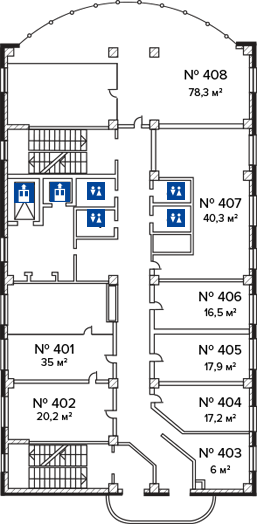 № 408
78,3 м²
№ 407
40,3 м²
№ 406
16,5 м²
№ 401
35 м²
№ 405
17,9 м²
№ 402
20,2 м²
№ 404
17,2 м²
№ 403
6 м²